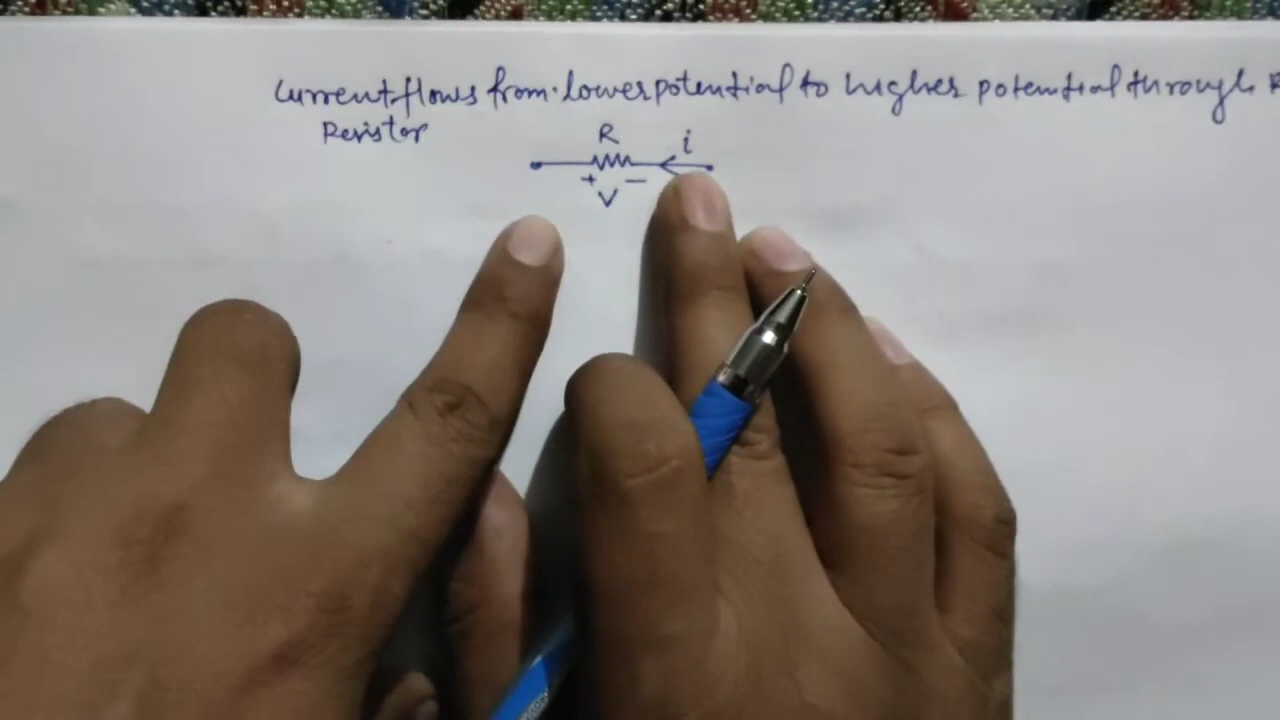 Current flows from lower potential to higher potential through
Resistor
R
i
+ -
V